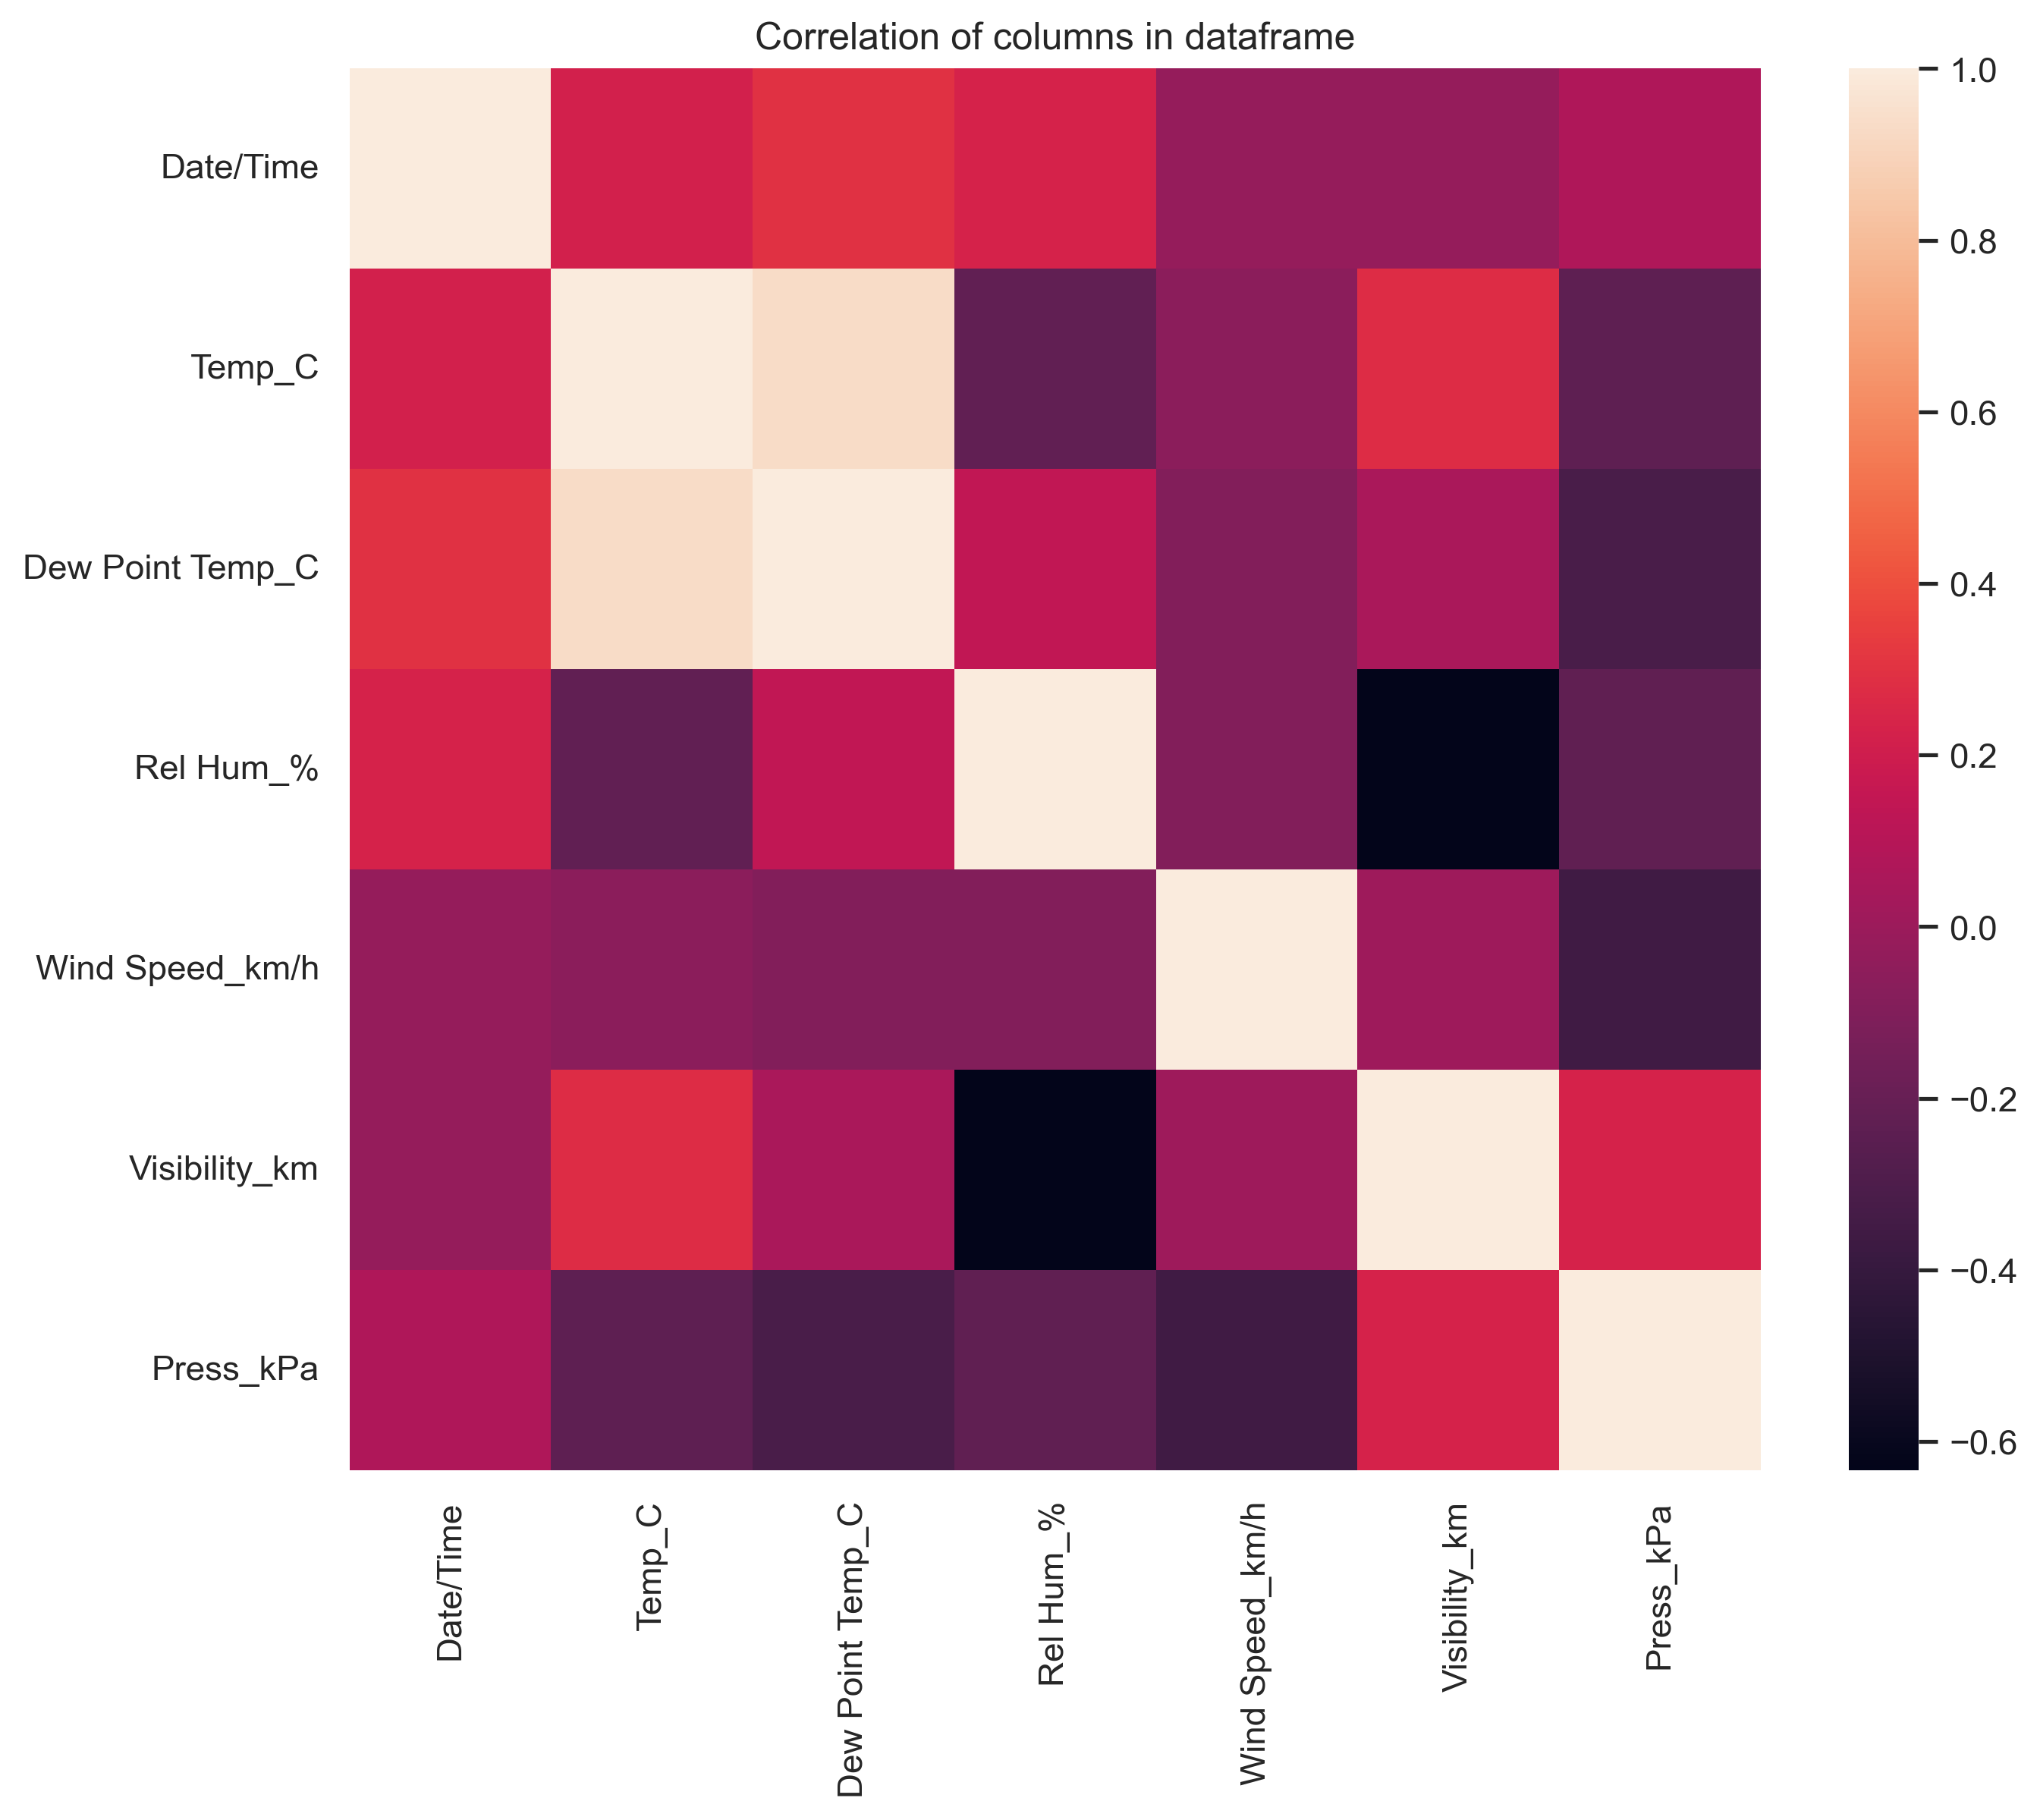 Correlation of columns in dataframe
Date/Time
Temp_C
Dew Point Temp_C
Rel Hum_%
Wind Speed_km/h
Visibility_km
Press_kPa
Date/Time
Temp_C
Dew Point Temp_C
Rel Hum_%
Wind Speed_km/h
Visibility_km
Press_kPa
1.0
0.8
0.6
0.4
0.2
0.0
−0.2
−0.4
−0.6